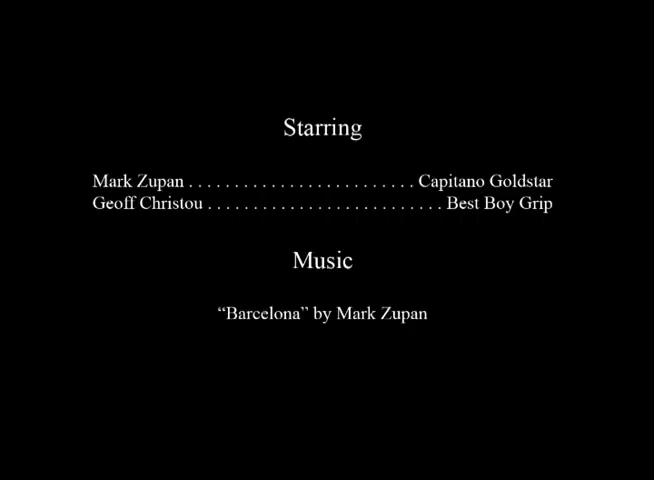 Starring
Mark Zupan . . . . . . . . . . . . . . . . . . . . . . . . . Capitano Goldstar
Geoff Christou . . . . . . . . . . . . . . . . . . . . . . . . . . Best Boy Grip
Music
“Barcelona” by Mark Zupan